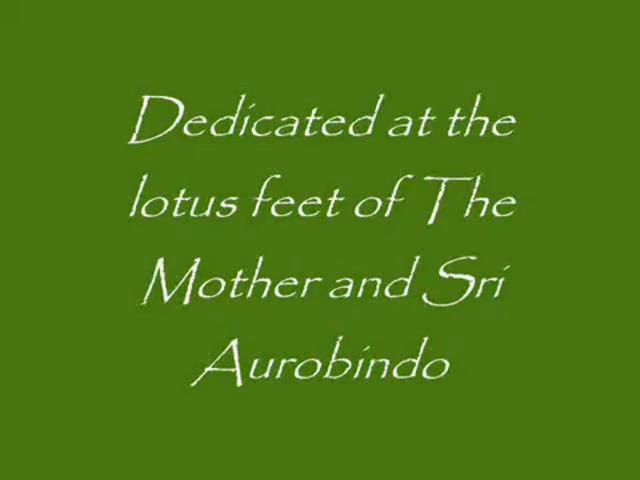 Dedicated at the
lotus feet of The
Mother and Sri
Aurobindo